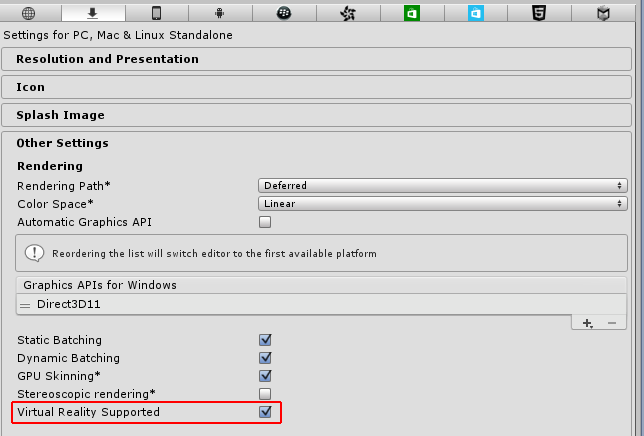 Settings for PC, Mac & Linux Standalone
Resolution and Presentation
Icon
Splash Image
Other Settings
Rendering
Rendering Path* Deferred
Color Space* Linear
Automatic Graphics API
Reordering the list will switch editor to the first available platform
Graphics APIs for Windows
Direct3D11
Static Batching
Dynamic Batching
GPU Skinning*
Stereoscopic rendering*
Virtual Reality Supported